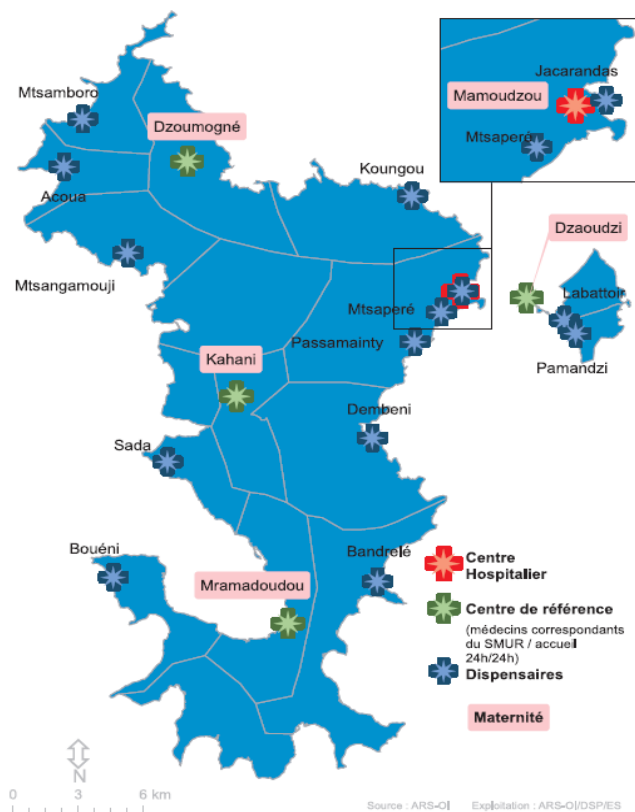 Jacarandas
Mamoudzou
Mtsaperé
Mtsamboro
Dzoumogné
Koungou
Acoua
Dzaoudzi
Mtsangamouji
Labattoir
Mtsaperé
Passamainty
Pamandzi
Kahani
Dembeni
Sada
Bouéni
Bandrelé
Mramadoudou
Centre
Hospitalier
Centre de référence
(médecins correspondants
du SMUR / accueil
24h/24h)
Dispensaires
Maternité
N
0 3 6 km
Source : ARS-OI Exploitation : ARS-OI/DSP/ES